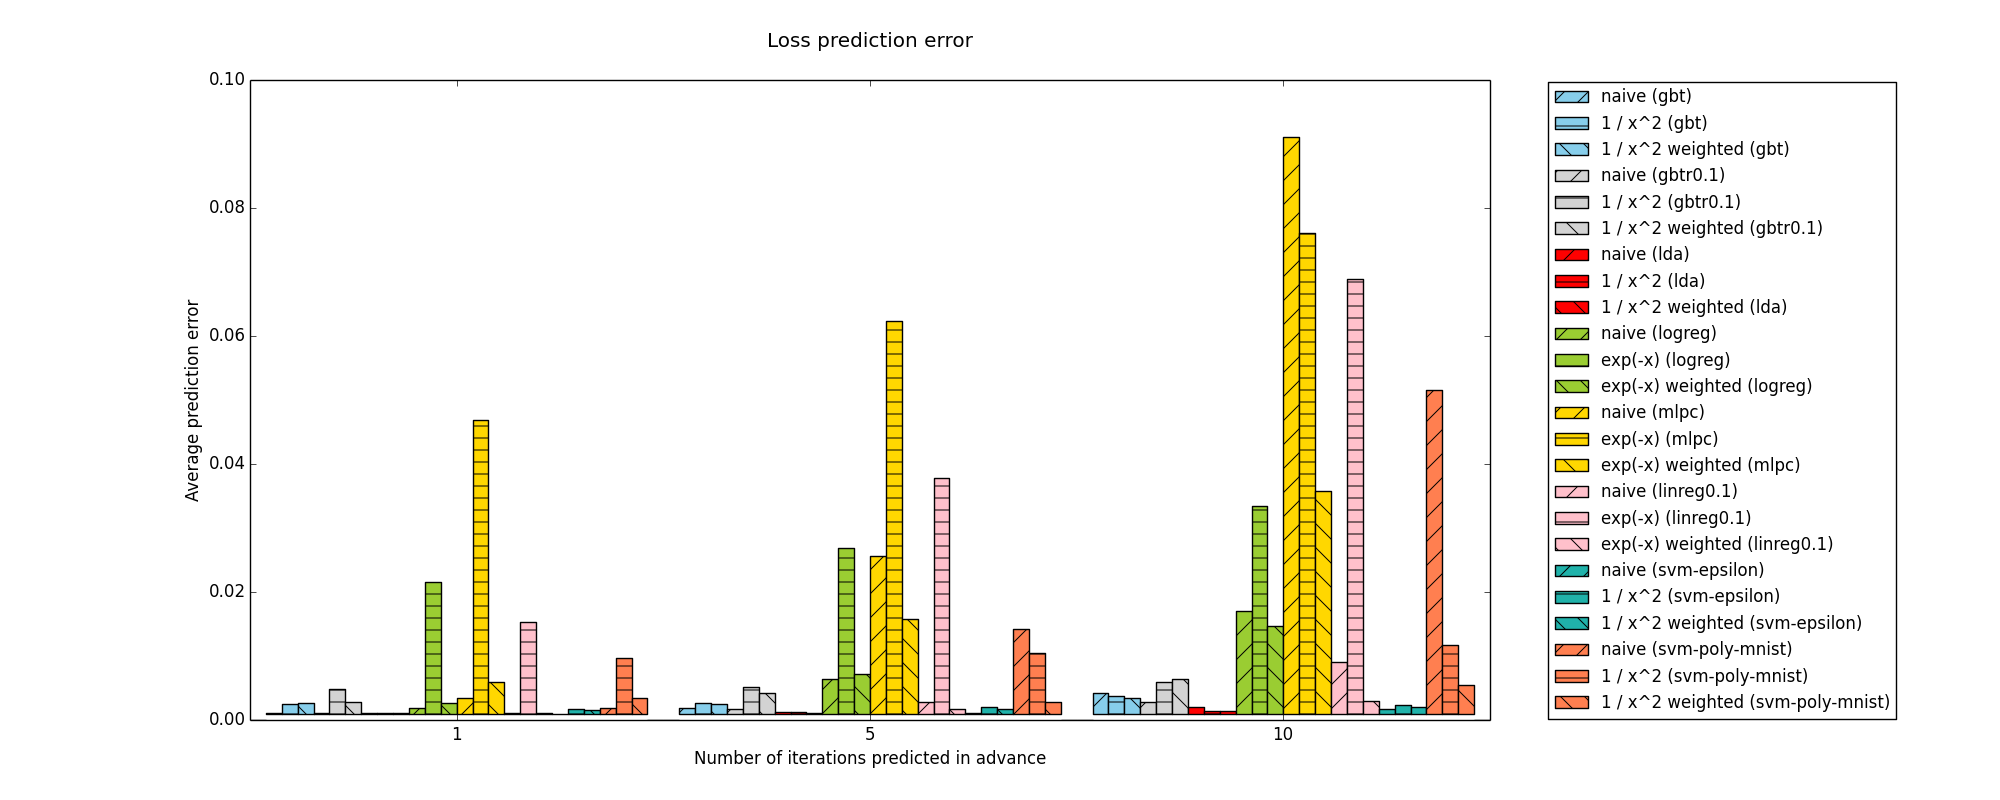 Loss prediction error
0.10
0.08
0.06
0.04
0.02
0.00
Average prediction error
1
5
10
Number of iterations predicted in advance
naive (gbt)
1 / x^2 (gbt)
1 / x^2 weighted (gbt)
naive (gbtr0.1)
1 / x^2 (gbtr0.1)
1 / x^2 weighted (gbtr0.1)
naive (lda)
1 / x^2 (lda)
1 / x^2 weighted (lda)
naive (logreg)
exp(-x) (logreg)
exp(-x) weighted (logreg)
naive (mlpc)
exp(-x) (mlpc)
exp(-x) weighted (mlpc)
naive (linreg0.1)
exp(-x) (linreg0.1)
exp(-x) weighted (linreg0.1)
naive (svm-epsilon)
1 / x^2 (svm-epsilon)
1 / x^2 weighted (svm-epsilon)
naive (svm-poly-mnist)
1 / x^2 (svm-poly-mnist)
1 / x^2 weighted (svm-poly-mnist)